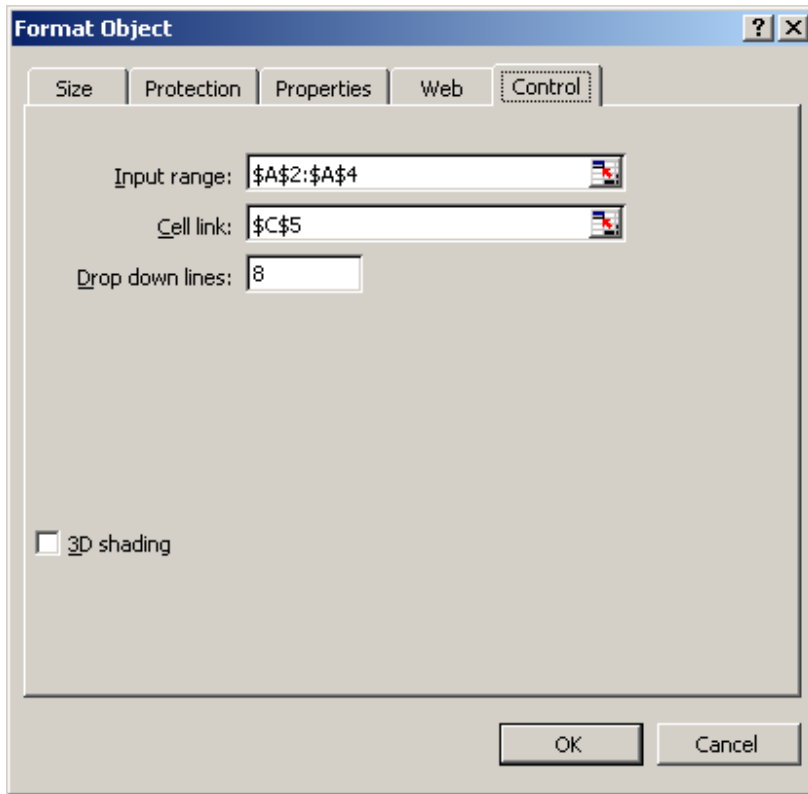 Format Object
Size Protection Properties Web Control
Input range: $A$2:$A$4
Cell link: $C$5
Drop down lines: 8
3D shading
OK Cancel